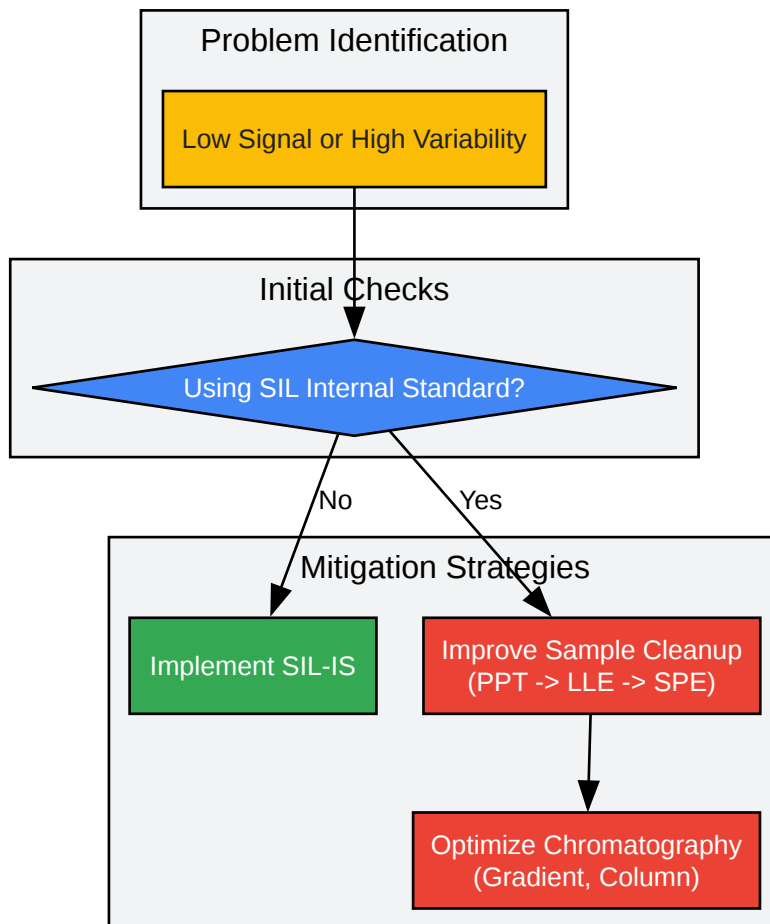 Problem Identification
Low Signal or High Variability
Initial Checks
Using SIL Internal Standard?
No
Yes
Mitigation Strategies
Implement SIL-IS
Improve Sample Cleanup
(PPT -> LLE -> SPE)
Optimize Chromatography
(Gradient, Column)